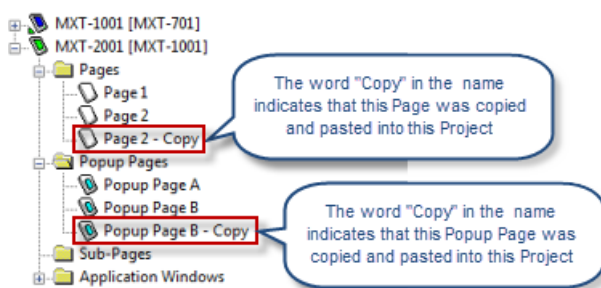 MXT-1001 [MXT-701]
MXT-2001 [MXT-1001]
Pages
Page 1
Page 2
Page 2 - Copy
The word "Copy" in the name
indicates that this Page was copied
and pasted into this Project
Popup Pages
Popup Page A
Popup Page B
Popup Page B - Copy
The word "Copy" in the name
indicates that this Popup Page was
copied and pasted into this Project
Sub-Pages
Application Windows